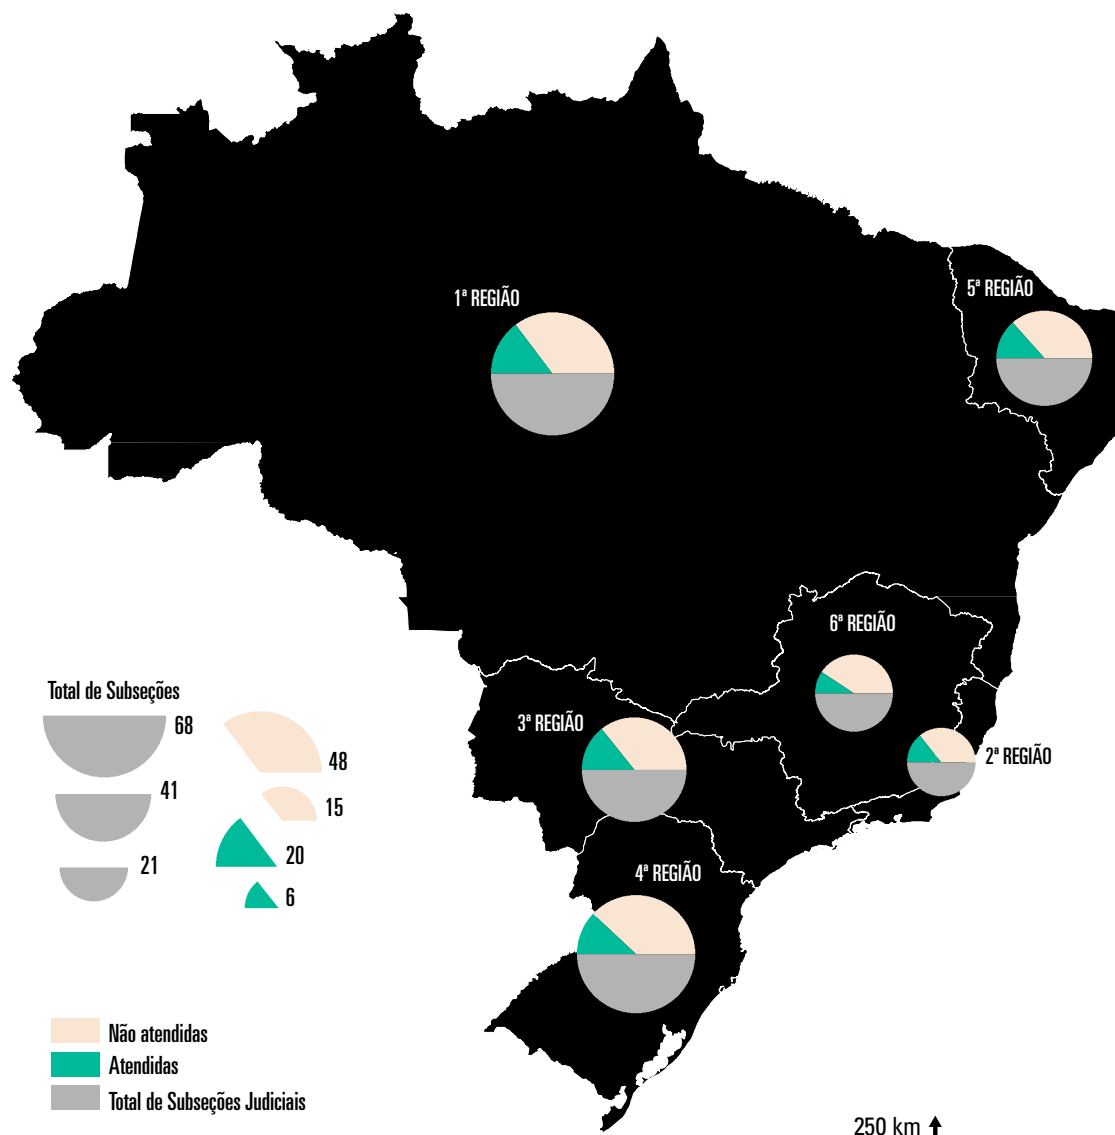 1ª REGIÃO
5ª REGIÃO
6ª REGIÃO
3ª REGIÃO
2ª REGIÃO
4ª REGIÃO
Total de Subseções
68
48
41
15
20
21
6
Não atendidas
Atendidas
Total de Subseções Judiciais
250 km